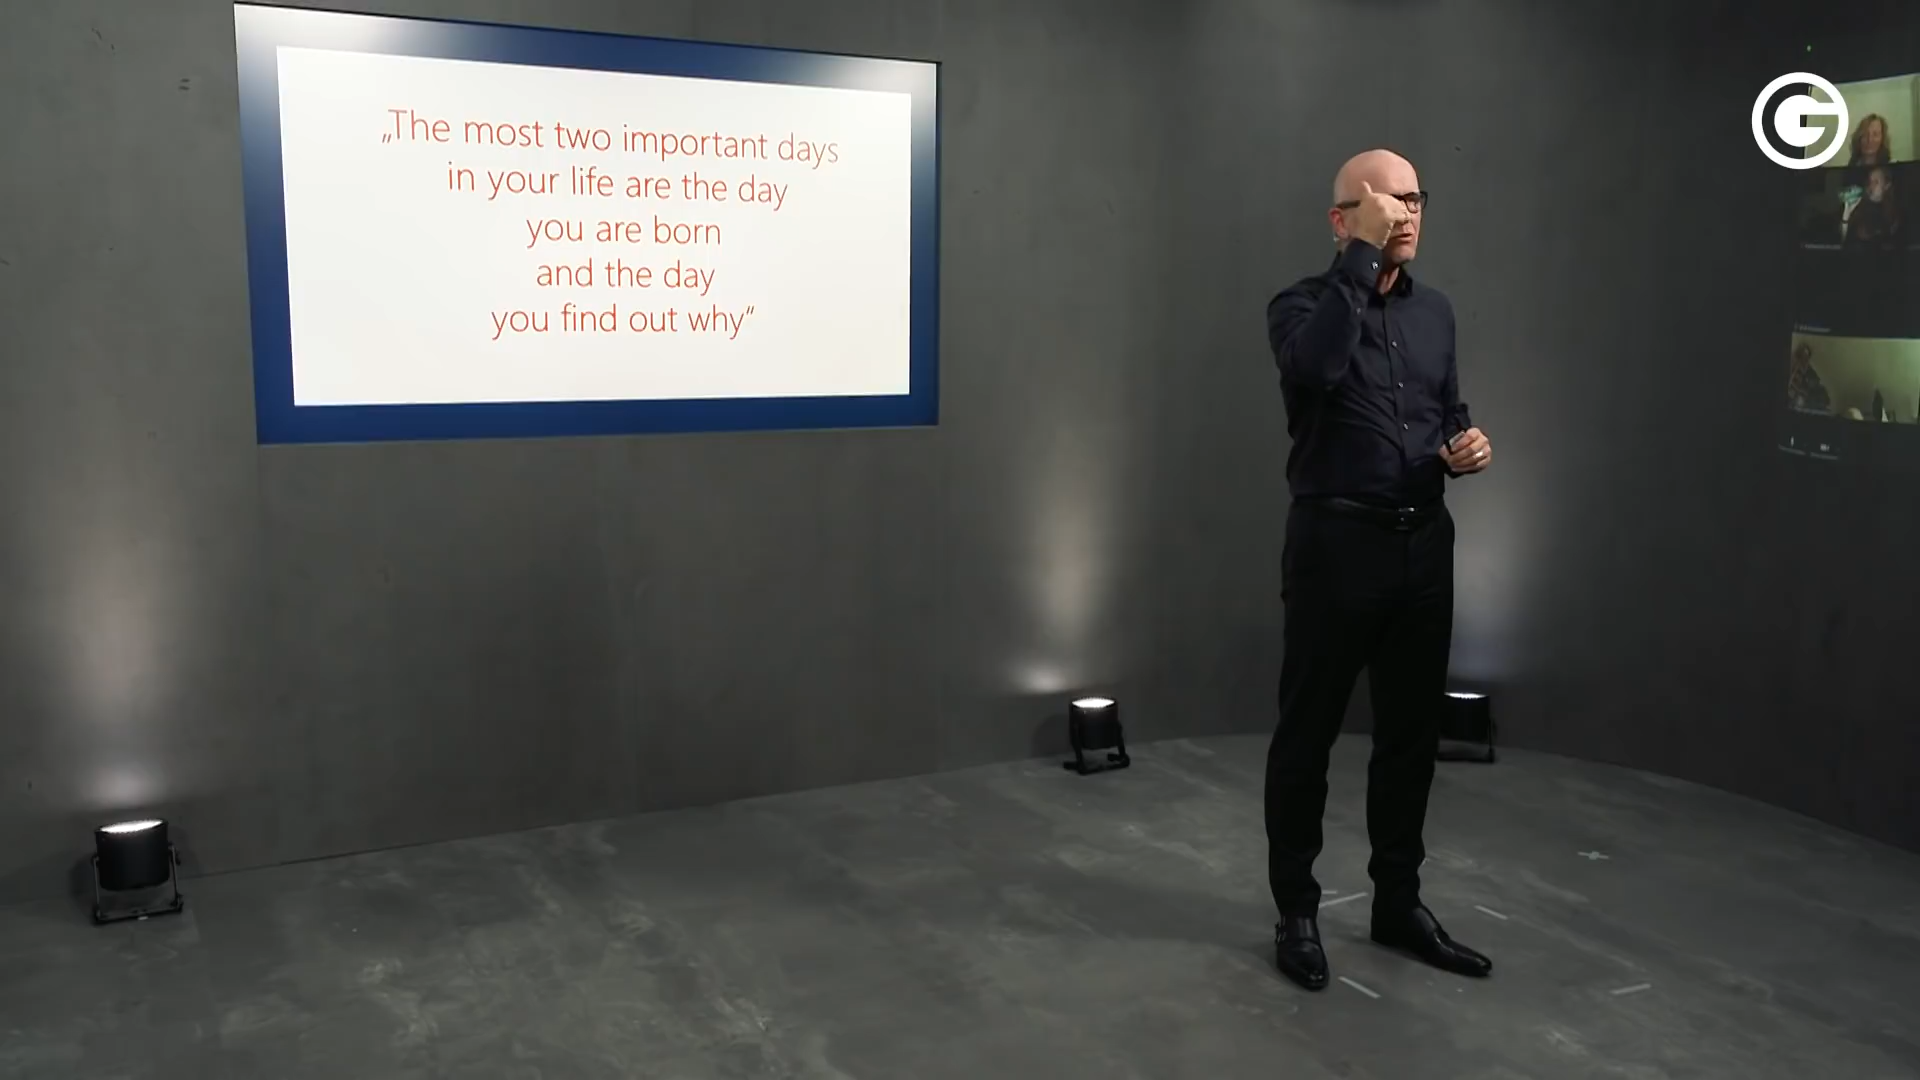 „The most two important days
in your life are the day
you are born
and the day
you find out why“